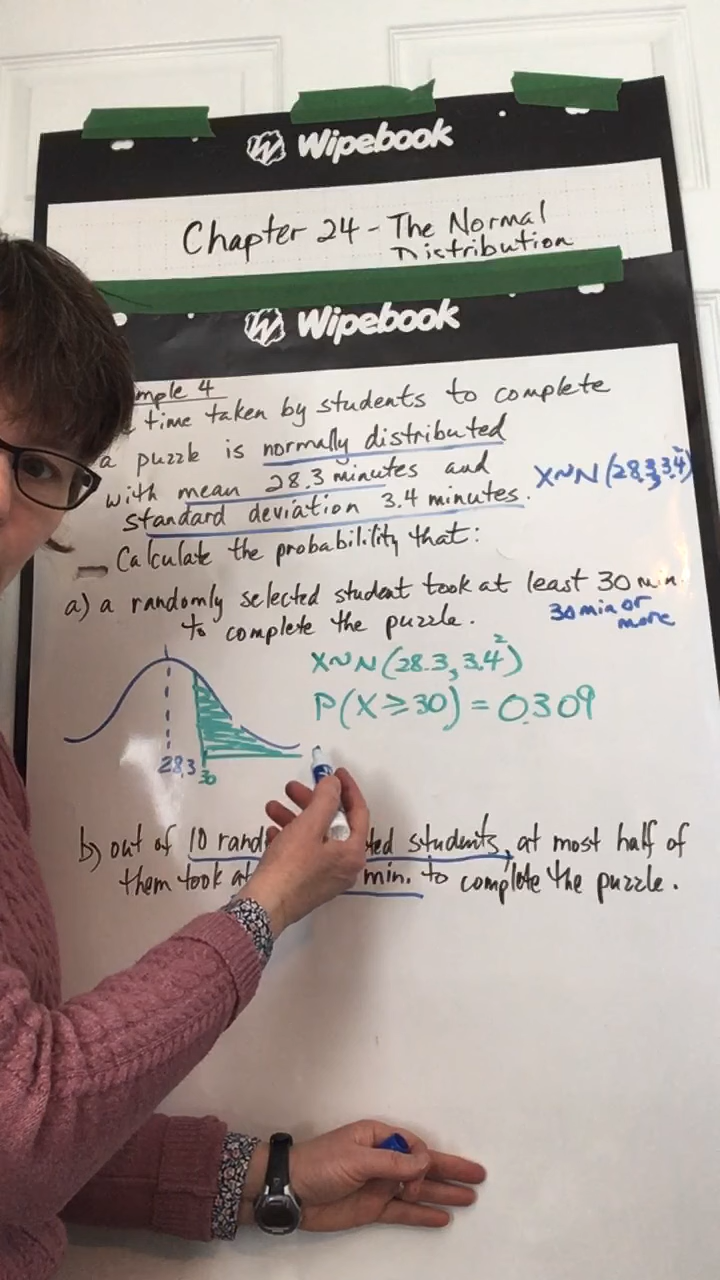 Wipebook
Chapter 24 - The Normal
Distribution
Wipebook
mple 4
time taken by students to complete
a puzzle is normally distributed
with mean 28.3 minutes and
standard deviation 3.4 minutes.
X~N(28.3, 3.4²)
Calculate the probabilility that:
a) a randomly selected student took at least 30 min
to complete the puzzle.
30 min or
more
X~N(28.3, 3.4²)
P(X≥30) = 0.309
28.3
30
b) out of 10 rand ted students, at most half of
them took at min. to complete the puzzle.